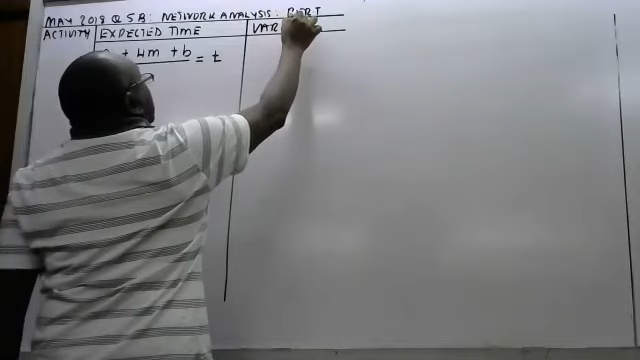 MAY 2018 Q 5B: NETWORK ANALYSIS: PERT
ACTIVITY EXPECTED TIME VAR
+ 4m + b = t